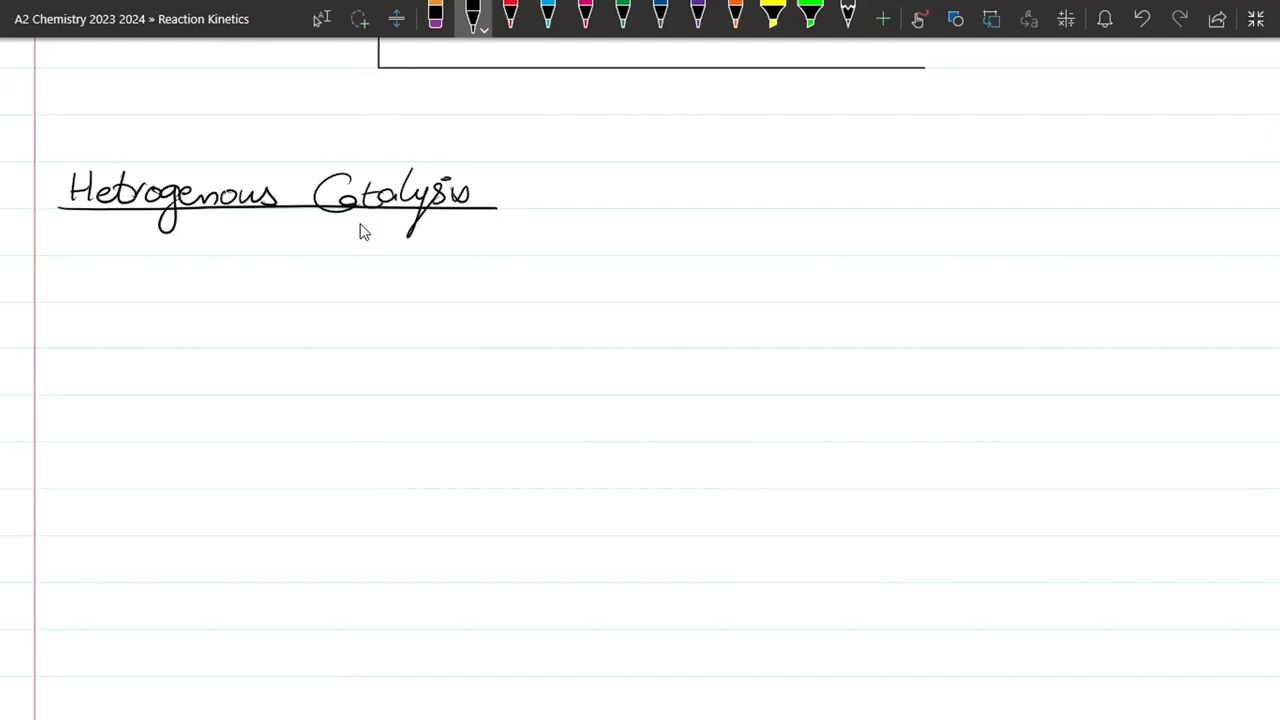 A2 Chemistry 2023 2024 » Reaction Kinetics
Hetrogenous Catalysis